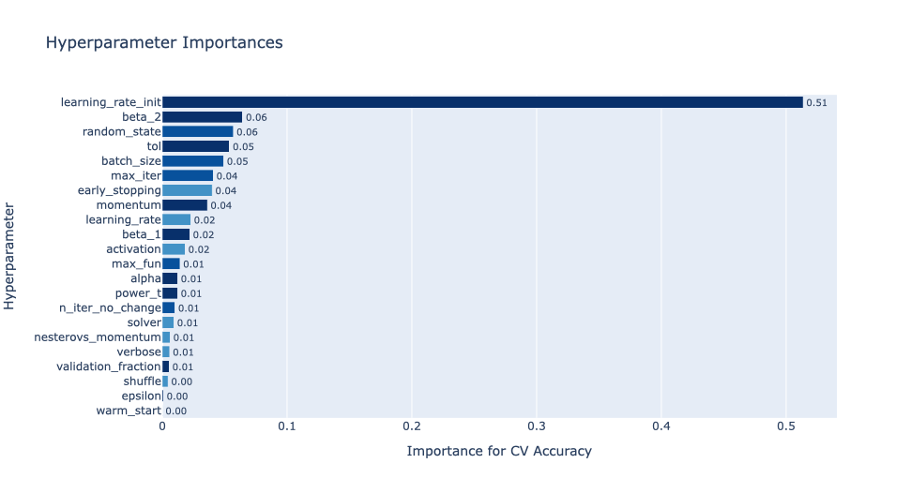 Hyperparameter Importances
learning_rate_init 0.51
beta_2 0.06
random_state 0.06
tol 0.05
batch_size 0.05
max_iter 0.04
early_stopping 0.04
momentum 0.04
learning_rate 0.02
beta_1 0.02
activation 0.02
max_fun 0.01
alpha 0.01
power_t 0.01
n_iter_no_change 0.01
solver 0.01
nesterovs_momentum 0.01
verbose 0.01
validation_fraction 0.01
shuffle 0.00
epsilon 0.00
warm_start 0.00
0 0.1 0.2 0.3 0.4 0.5
Importance for CV Accuracy
Hyperparameter